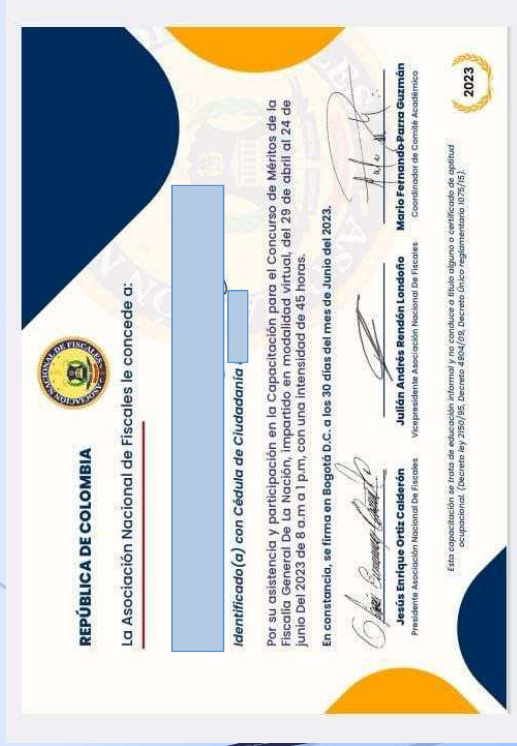 REPÚBLICA DE COLOMBIA
ASOCIACIÓN NACIONAL DE FISCALES
La Asociación Nacional de Fiscales le concede a:
Identificado(a) con Cédula de Ciudadanía
Por su asistencia y participación en la Capacitación para el Concurso de Méritos de la
Fiscalía General De La Nación, impartido en modalidad virtual, del 29 de abril al 24 de
junio Del 2023 de 8 a.m a 1 p.m, con una intensidad de 45 horas.
En constancia, se firma en Bogotá D.C. a los 30 días del mes de Junio del 2023.
Jesús Enrique Ortiz Calderón
Presidente Asociación Nacional De Fiscales
Julián Andrés Rendón Londoño
Vicepresidente Asociación Nacional De Fiscales
Mario Fernando Parra Guzmán
Coordinador de Comité Académico
Esta capacitación se trata de educación informal y no conduce a título alguno o certificado de aptitud
ocupacional. (Decreto ley 2150/95, Decreto 4904/09, Decreto Único reglamentario 1075/15).
2023